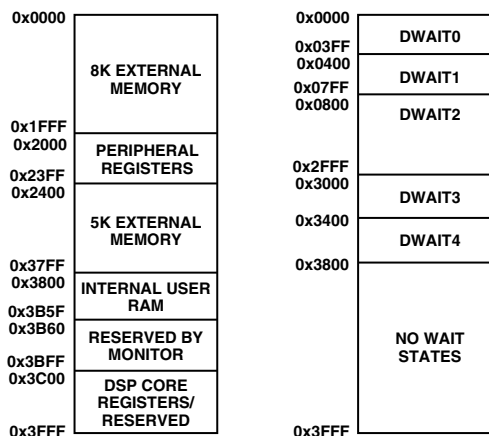 0x0000
8K EXTERNAL
MEMORY
0x1FFF
0x2000
PERIPHERAL
REGISTERS
0x23FF
0x2400
5K EXTERNAL
MEMORY
0x37FF
0x3800
INTERNAL USER
RAM
0x3B5F
0x3B60
RESERVED BY
MONITOR
0x3BFF
0x3C00
DSP CORE
REGISTERS/
RESERVED
0x3FFF
0x0000
DWAIT0
0x03FF
0x0400
DWAIT1
0x07FF
0x0800
DWAIT2
0x2FFF
0x3000
DWAIT3
0x3400
DWAIT4
0x3800
NO WAIT
STATES
0x3FFF